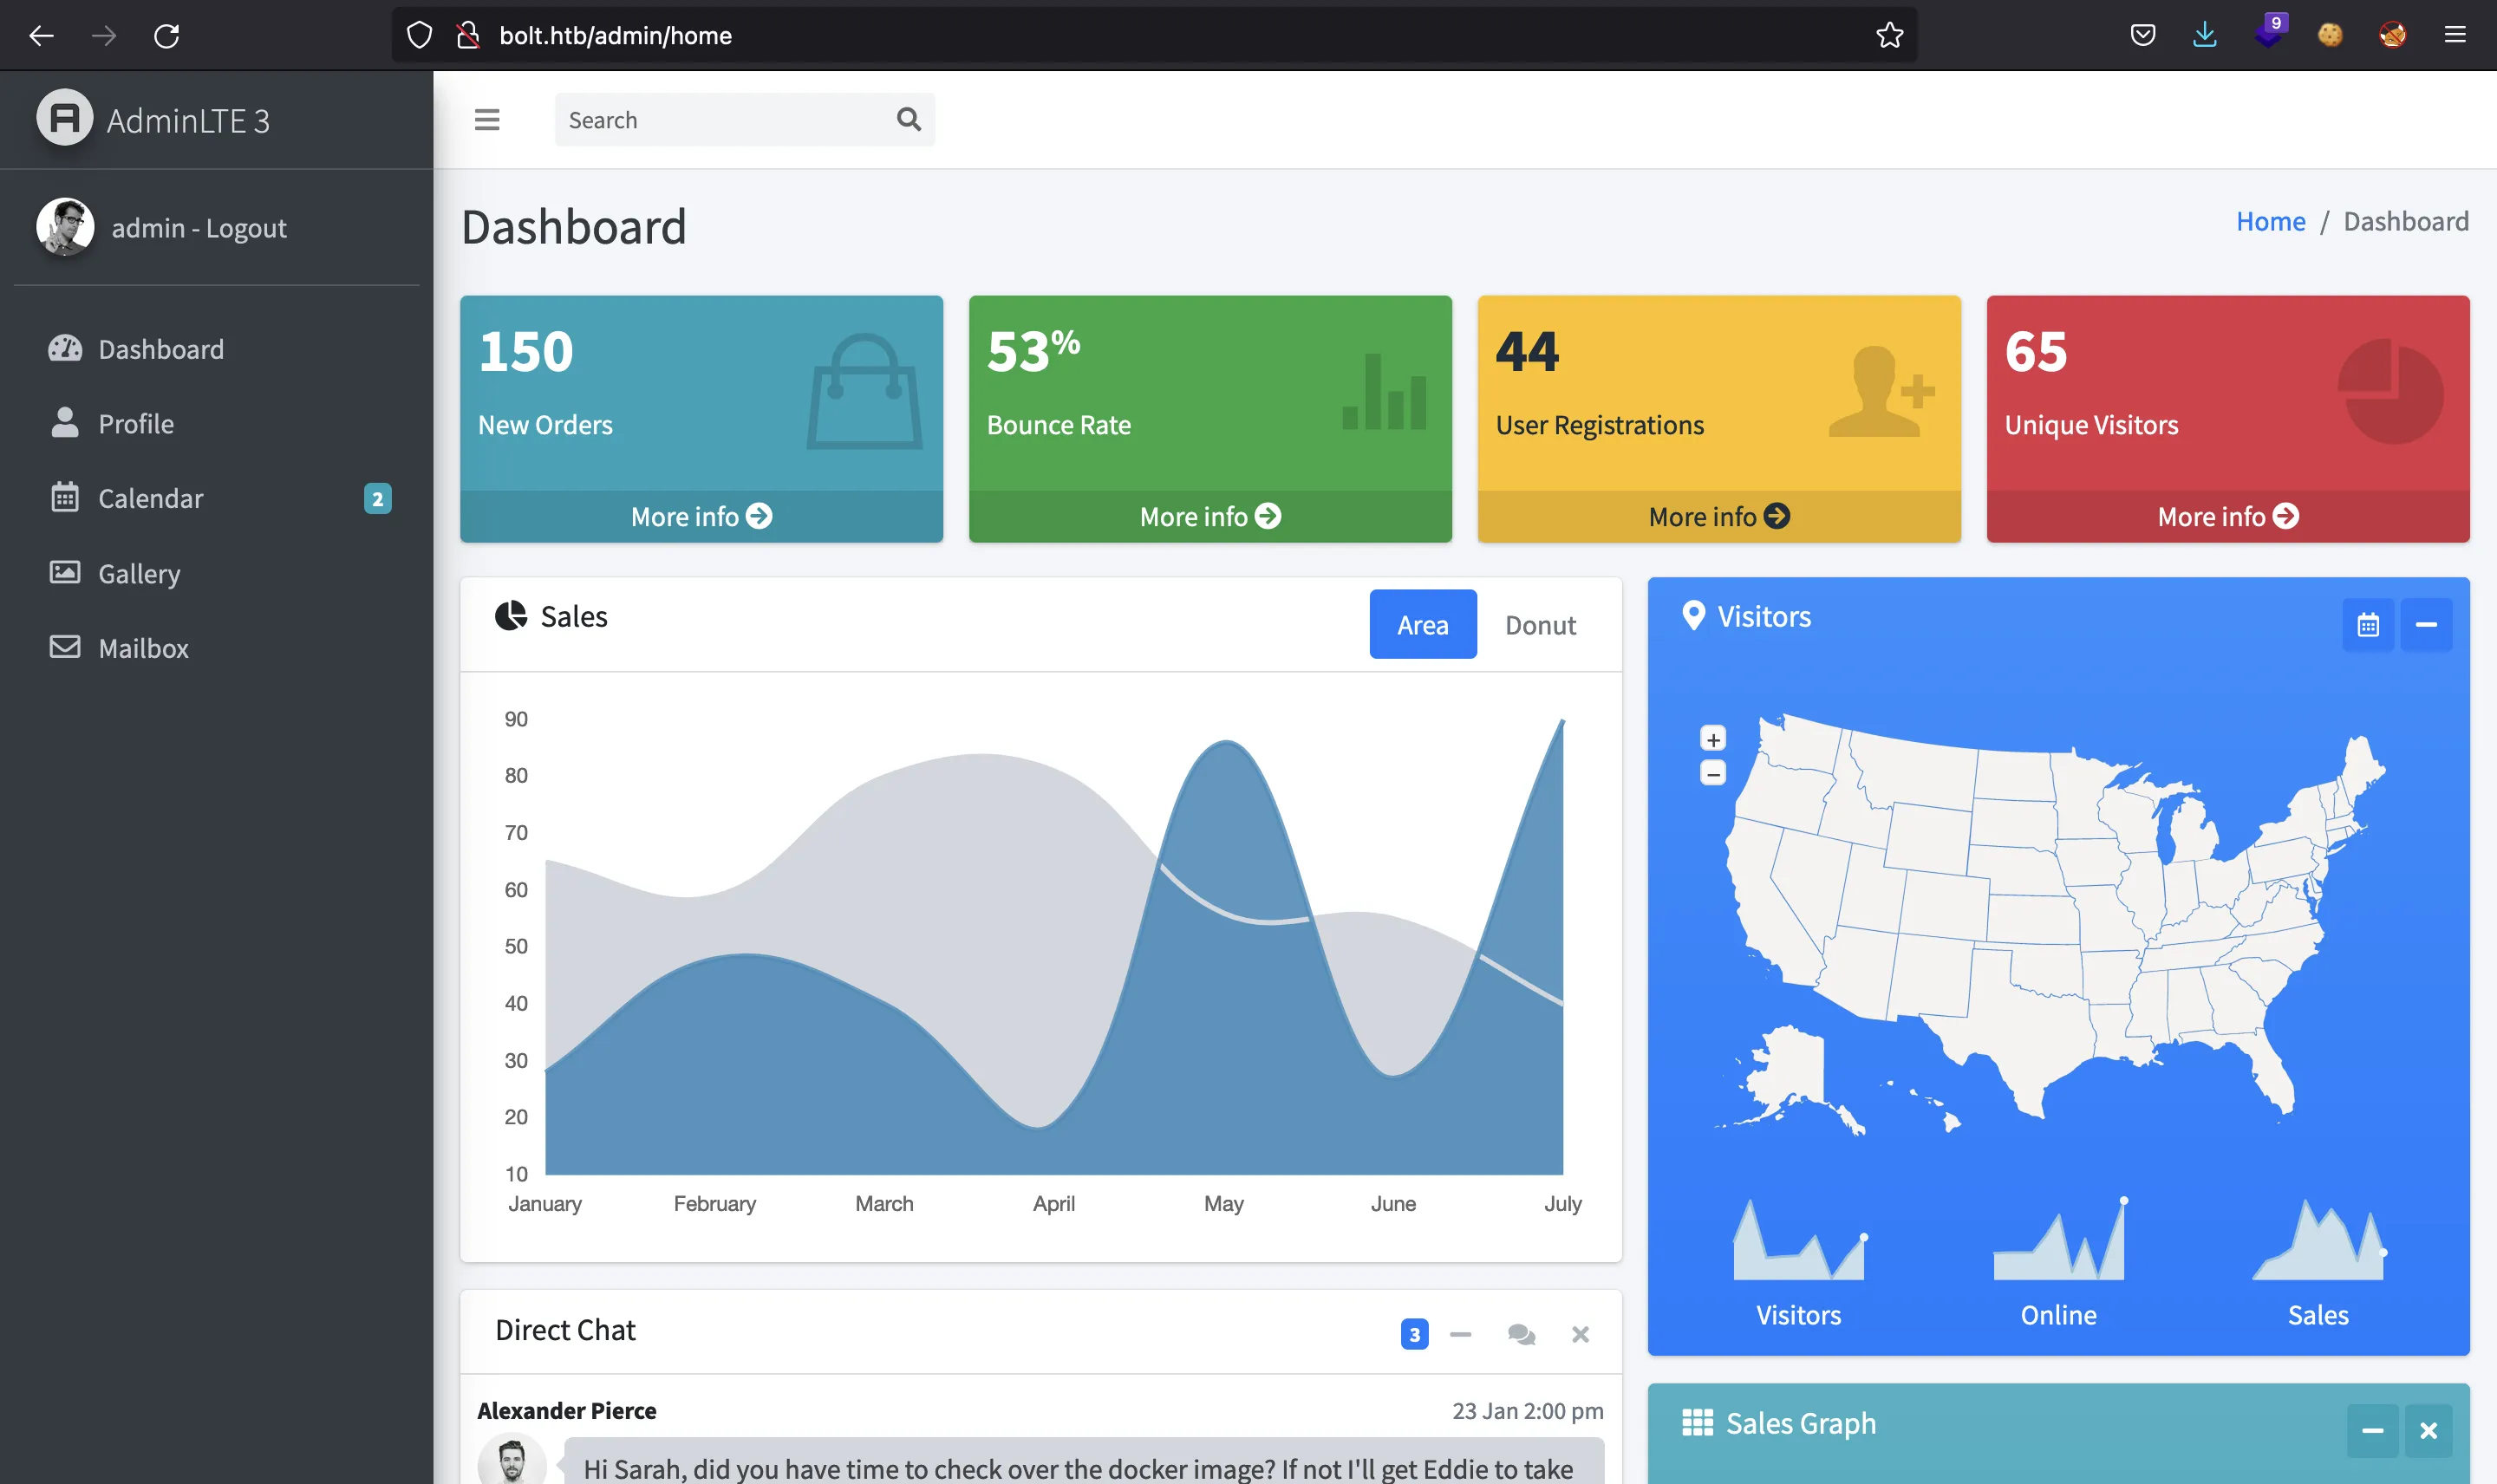 bolt.htb/admin/home
9
AdminLTE 3
Search
admin - Logout
Dashboard
Home / Dashboard
Dashboard
Profile
Calendar 2
Gallery
Mailbox
150
New Orders
More info
53%
Bounce Rate
More info
44
User Registrations
More info
65
Unique Visitors
More info
Sales
Area Donut
90
80
70
60
50
40
30
20
10
January February March April May June July
Visitors
+
−
Visitors Online Sales
Direct Chat
3
Alexander Pierce 23 Jan 2:00 pm
Hi Sarah, did you have time to check over the docker image? If not I'll get Eddie to take
Sales Graph